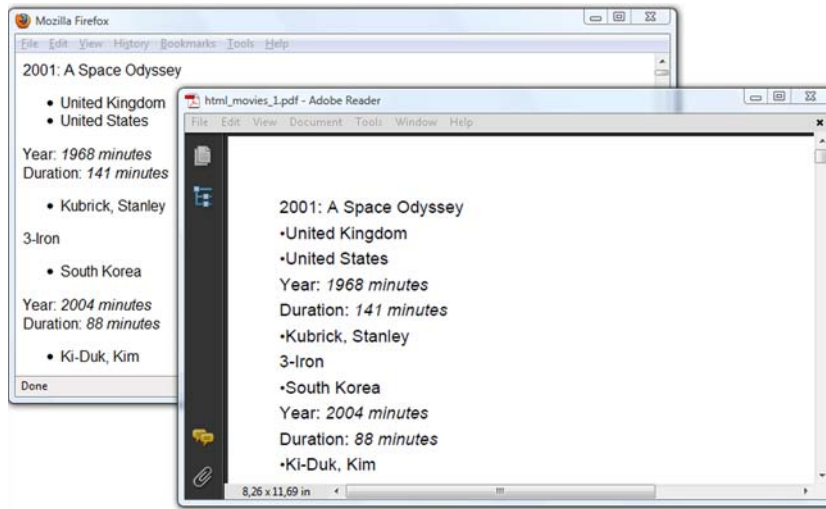 Mozilla Firefox
File Edit View History Bookmarks Tools Help
2001: A Space Odyssey
• United Kingdom
• United States
Year: 1968 minutes
Duration: 141 minutes
• Kubrick, Stanley
3-Iron
• South Korea
Year: 2004 minutes
Duration: 88 minutes
• Ki-Duk, Kim
Done
html_movies_1.pdf - Adobe Reader
File Edit View Document Tools Window Help
2001: A Space Odyssey
•United Kingdom
•United States
Year: 1968 minutes
Duration: 141 minutes
•Kubrick, Stanley
3-Iron
•South Korea
Year: 2004 minutes
Duration: 88 minutes
•Ki-Duk, Kim
8,26 x 11,69 in